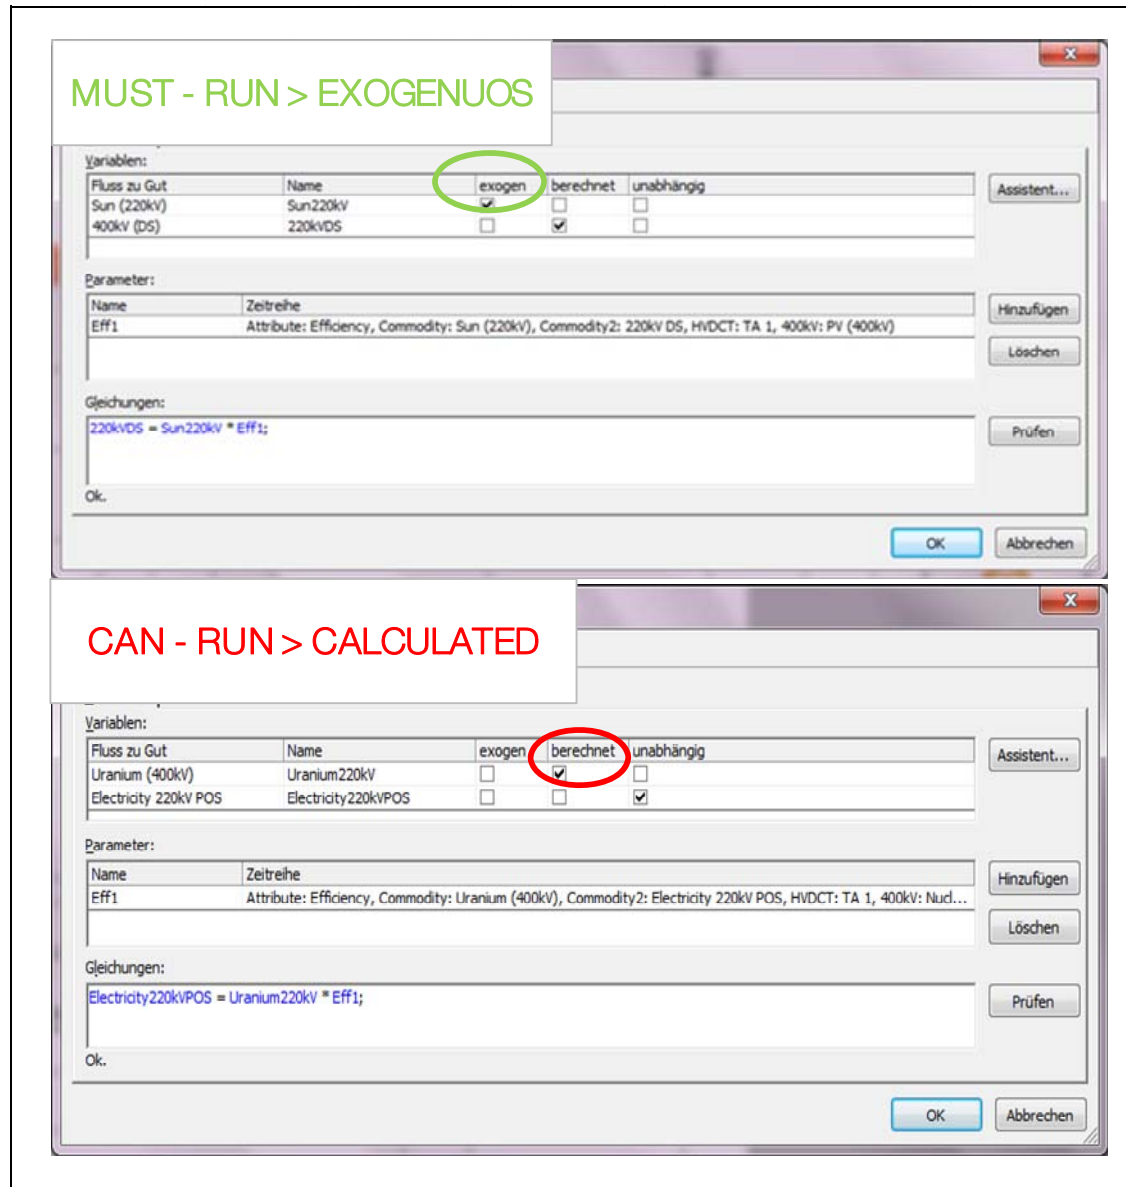 MUST - RUN > EXOGENUOS
Variablen:
Fluss zu Gut Name exogen berechnet unabhängig
Assistent...
Sun (220kV) Sun220kV
400kV (DS) 220kVDS
Parameter:
Name Zeitreihe
Hinzufügen
Eff1 Attribute: Efficiency, Commodity: Sun (220kV), Commodity2: 220kV DS, HVDCT: TA 1, 400kV: PV (400kV)
Löschen
Gleichungen:
220kVDS = Sun220kV * Eff1;
Prüfen
Ok.
OK Abbrechen
CAN - RUN > CALCULATED
Variablen:
Fluss zu Gut Name exogen berechnet unabhängig
Assistent...
Uranium (400kV) Uranium220kV
Electricity 220kV POS Electricity220kVPOS
Parameter:
Name Zeitreihe
Hinzufügen
Eff1 Attribute: Efficiency, Commodity: Uranium (400kV), Commodity2: Electricity 220kV POS, HVDCT: TA 1, 400kV: Nucl...
Löschen
Gleichungen:
Electricity220kVPOS = Uranium220kV * Eff1;
Prüfen
Ok.
OK Abbrechen